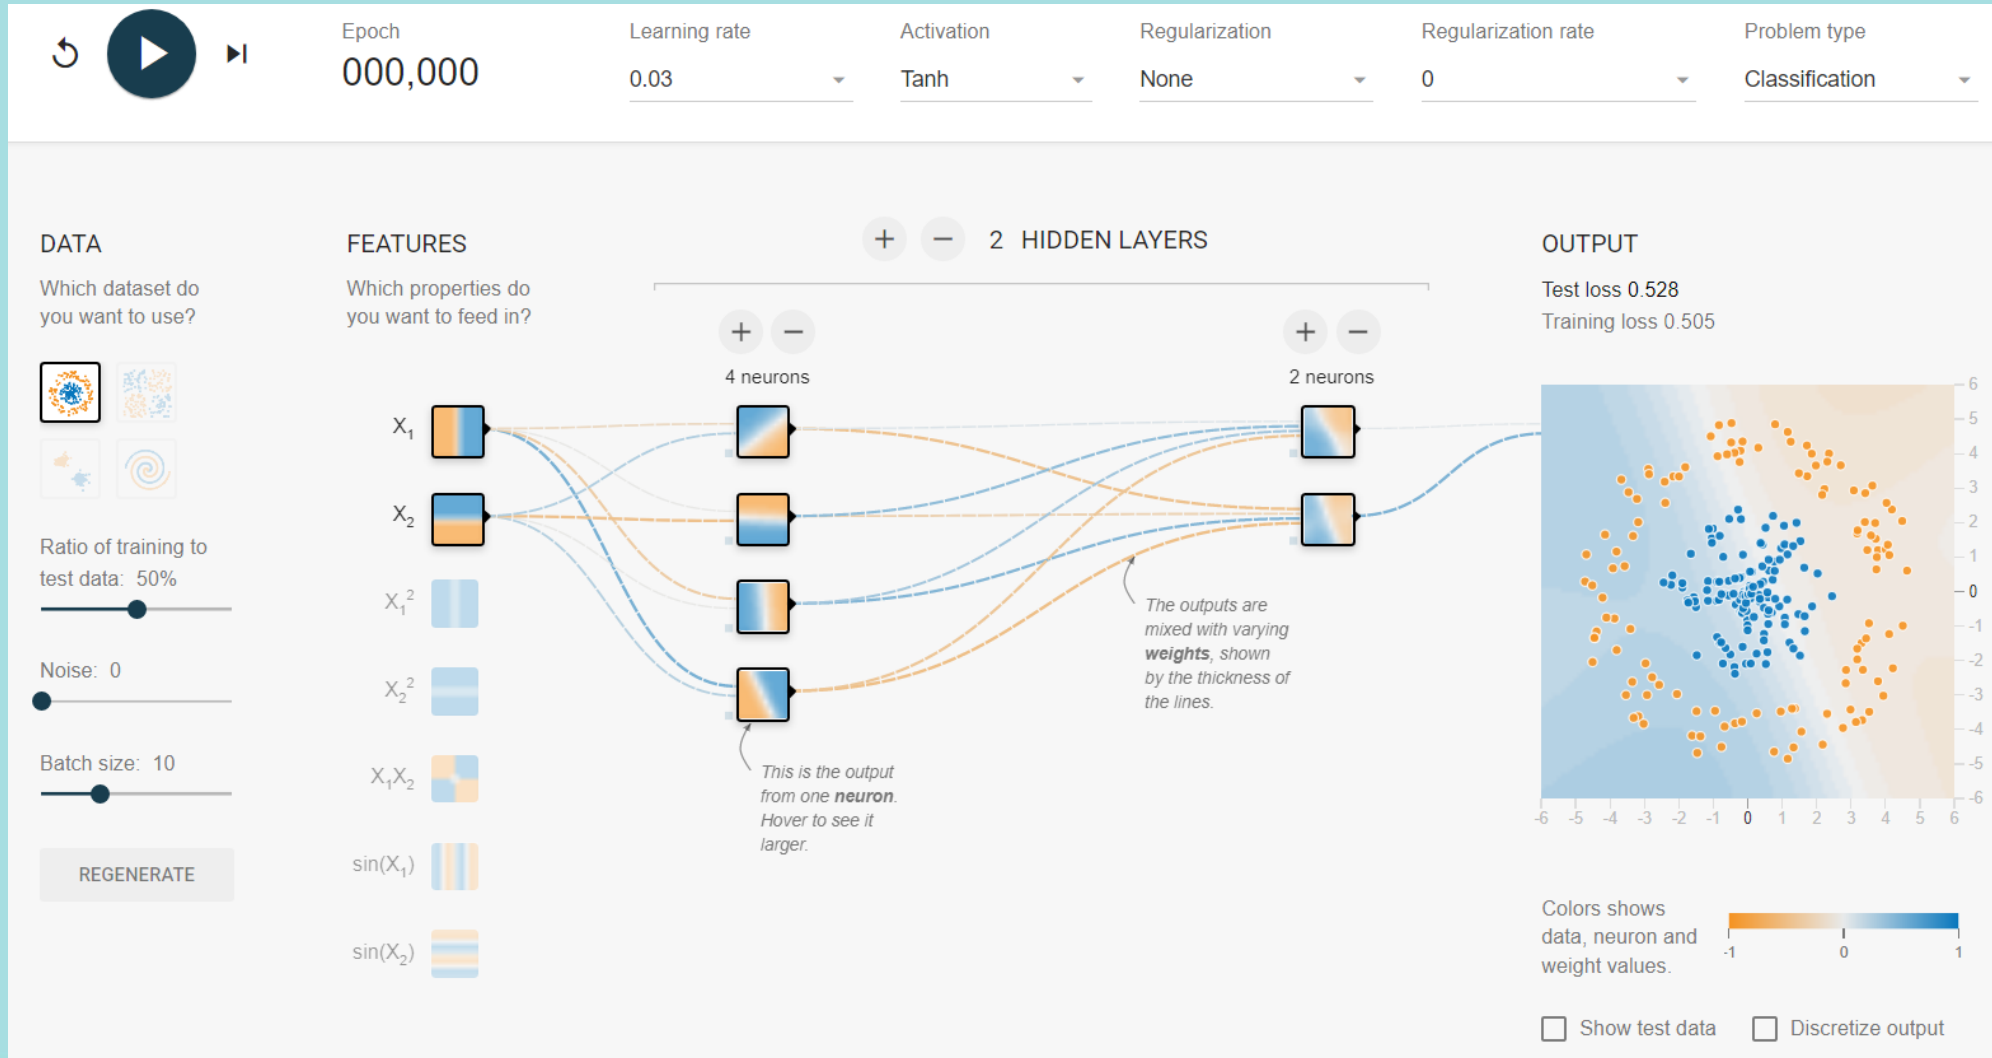 Epoch
000,000
Learning rate
0.03
Activation
Tanh
Regularization
None
Regularization rate
0
Problem type
Classification
DATA
Which dataset do
you want to use?
Ratio of training to
test data: 50%
Noise: 0
Batch size: 10
REGENERATE
FEATURES
Which properties do
you want to feed in?
X1
X2
X1²
X2²
X1X2
sin(X1)
sin(X2)
+ − 2 HIDDEN LAYERS
+ −
4 neurons
+ −
2 neurons
This is the output
from one neuron.
Hover to see it
larger.
The outputs are
mixed with varying
weights, shown
by the thickness of
the lines.
OUTPUT
Test loss 0.528
Training loss 0.505
6
5
4
3
2
1
0
-1
-2
-3
-4
-5
-6
-6 -5 -4 -3 -2 -1 0 1 2 3 4 5 6
Colors shows
data, neuron and
weight values.
-1 0 1
Show test data
Discretize output